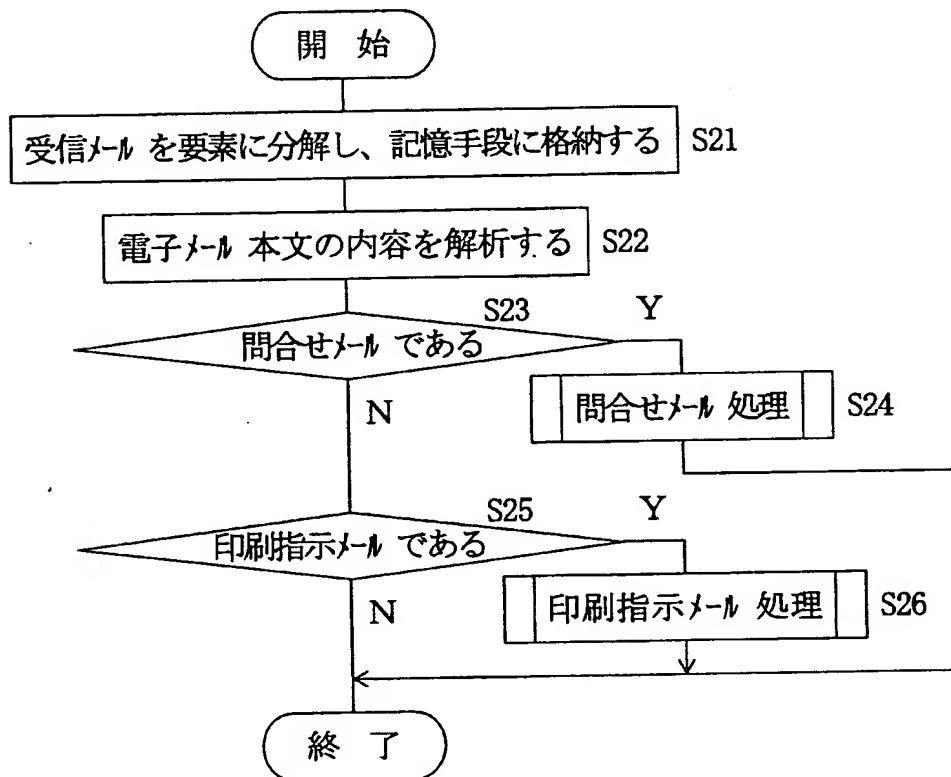 開 始
受信メール を要素に分解し、記憶手段に格納する S21
電子メール 本文の内容を解析する S22
S23 Y
問合せメール である
問合せメール 処理 S24
N
S25 Y
印刷指示メール である
印刷指示メール 処理 S26
N
終 了